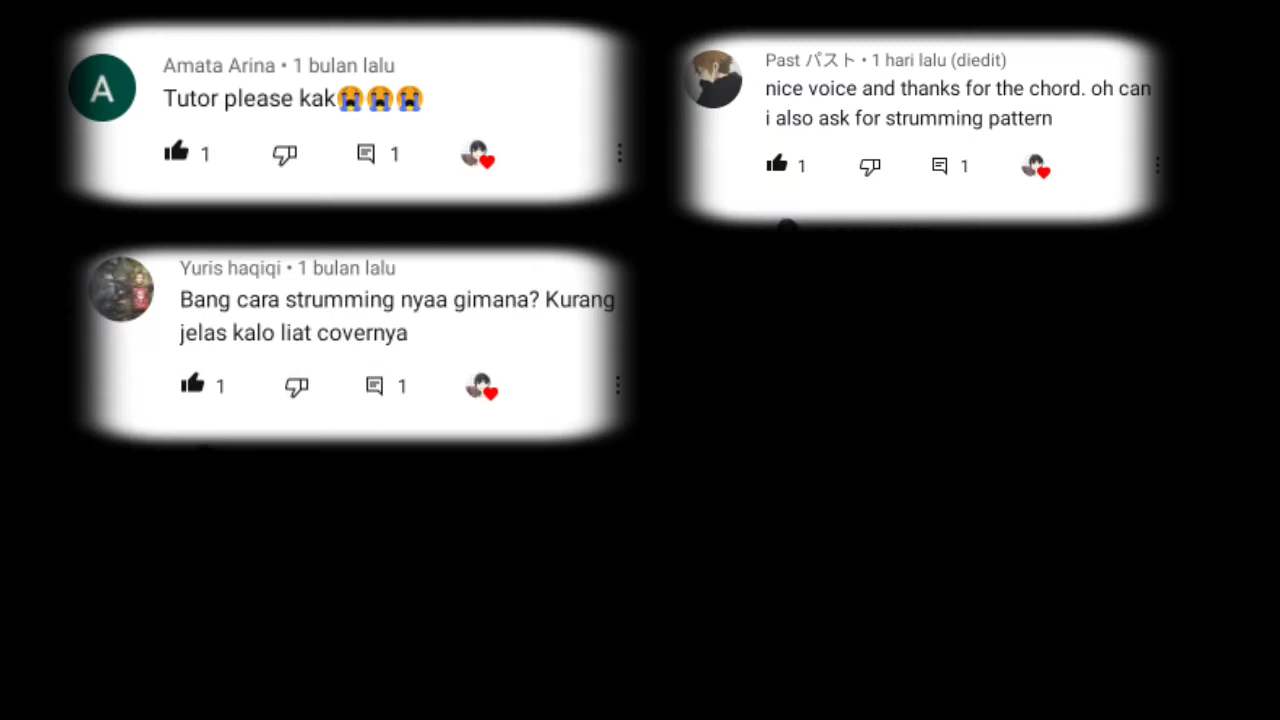 A
Amata Arina • 1 bulan lalu
Tutor please kak😭😭😭
1
1
Past パスト • 1 hari lalu (diedit)
nice voice and thanks for the chord. oh can
i also ask for strumming pattern
1
1
Yuris haqiqi • 1 bulan lalu
Bang cara strumming nyaa gimana? Kurang
jelas kalo liat covernya
1
1